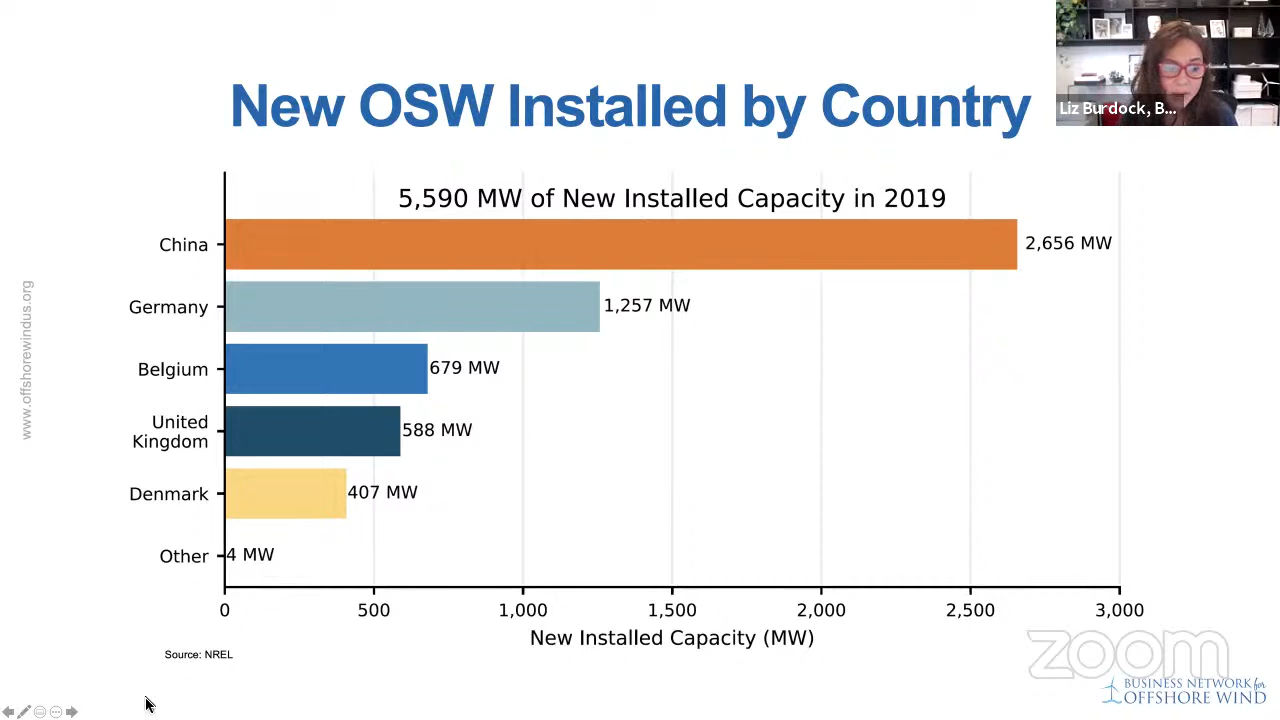 New OSW Installed by Country
Liz Burdock, B...
5,590 MW of New Installed Capacity in 2019
China
2,656 MW
Germany
1,257 MW
Belgium
679 MW
United
Kingdom
588 MW
Denmark
407 MW
Other
4 MW
0
500
1,000
1,500
2,000
2,500
3,000
New Installed Capacity (MW)
Source: NREL
www.offshorewindus.org
zoom
BUSINESS NETWORK for
OFFSHORE WIND